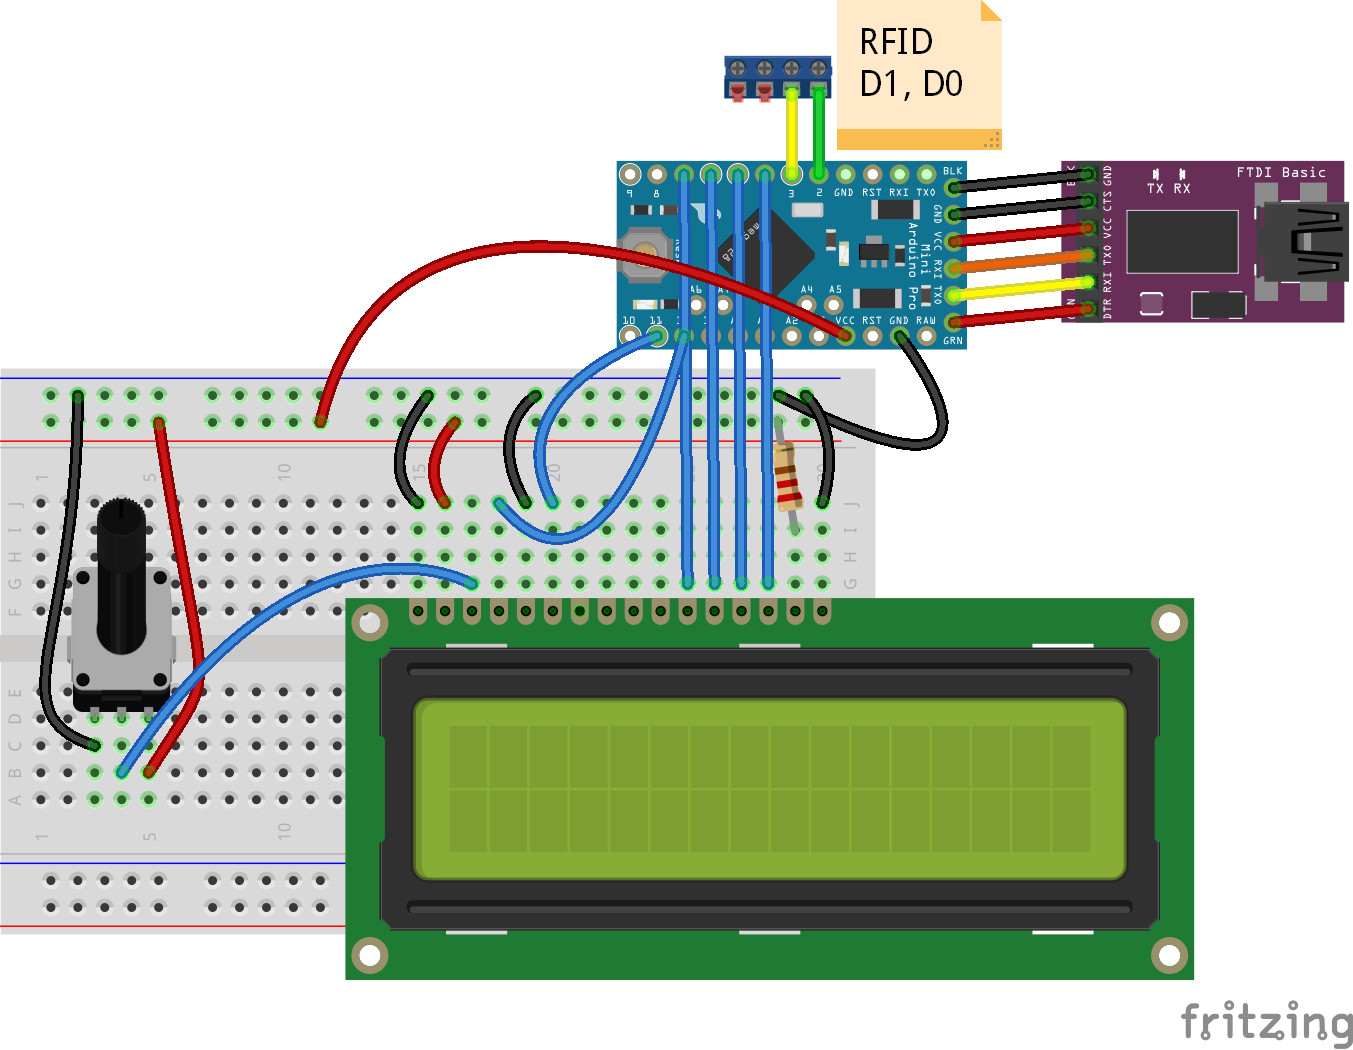 RFID
D1, D0
FTDI Basic
TX RX
BLK
GND
VCC
RXI
TXO
GRN
GND
CTS
VCC
TXO
RXI
DTR
9 8
3 2 GND RST RXI TXO
Arduino Pro
Mini
A6
A4 A5
10 11
A2
VCC RST GND RAW
1 5 10 15 20
J
I
H
G
F
E
D
C
B
A
J
I
H
G
1 5 10
fritzing